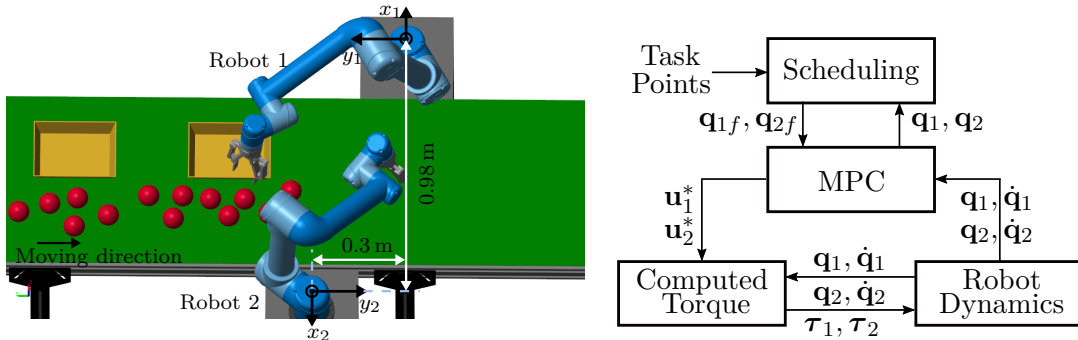 x₁
y₁
Robot 1
0.98 m
Moving direction
0.3 m
Robot 2
y₂
x₂
Task
Points
Scheduling
q₁f, q₂f
q₁, q₂
MPC
u₁*
u₂*
q₁, q̇₁
q₂, q̇₂
Computed
Torque
q₁, q̇₁
q₂, q̇₂
τ₁, τ₂
Robot
Dynamics